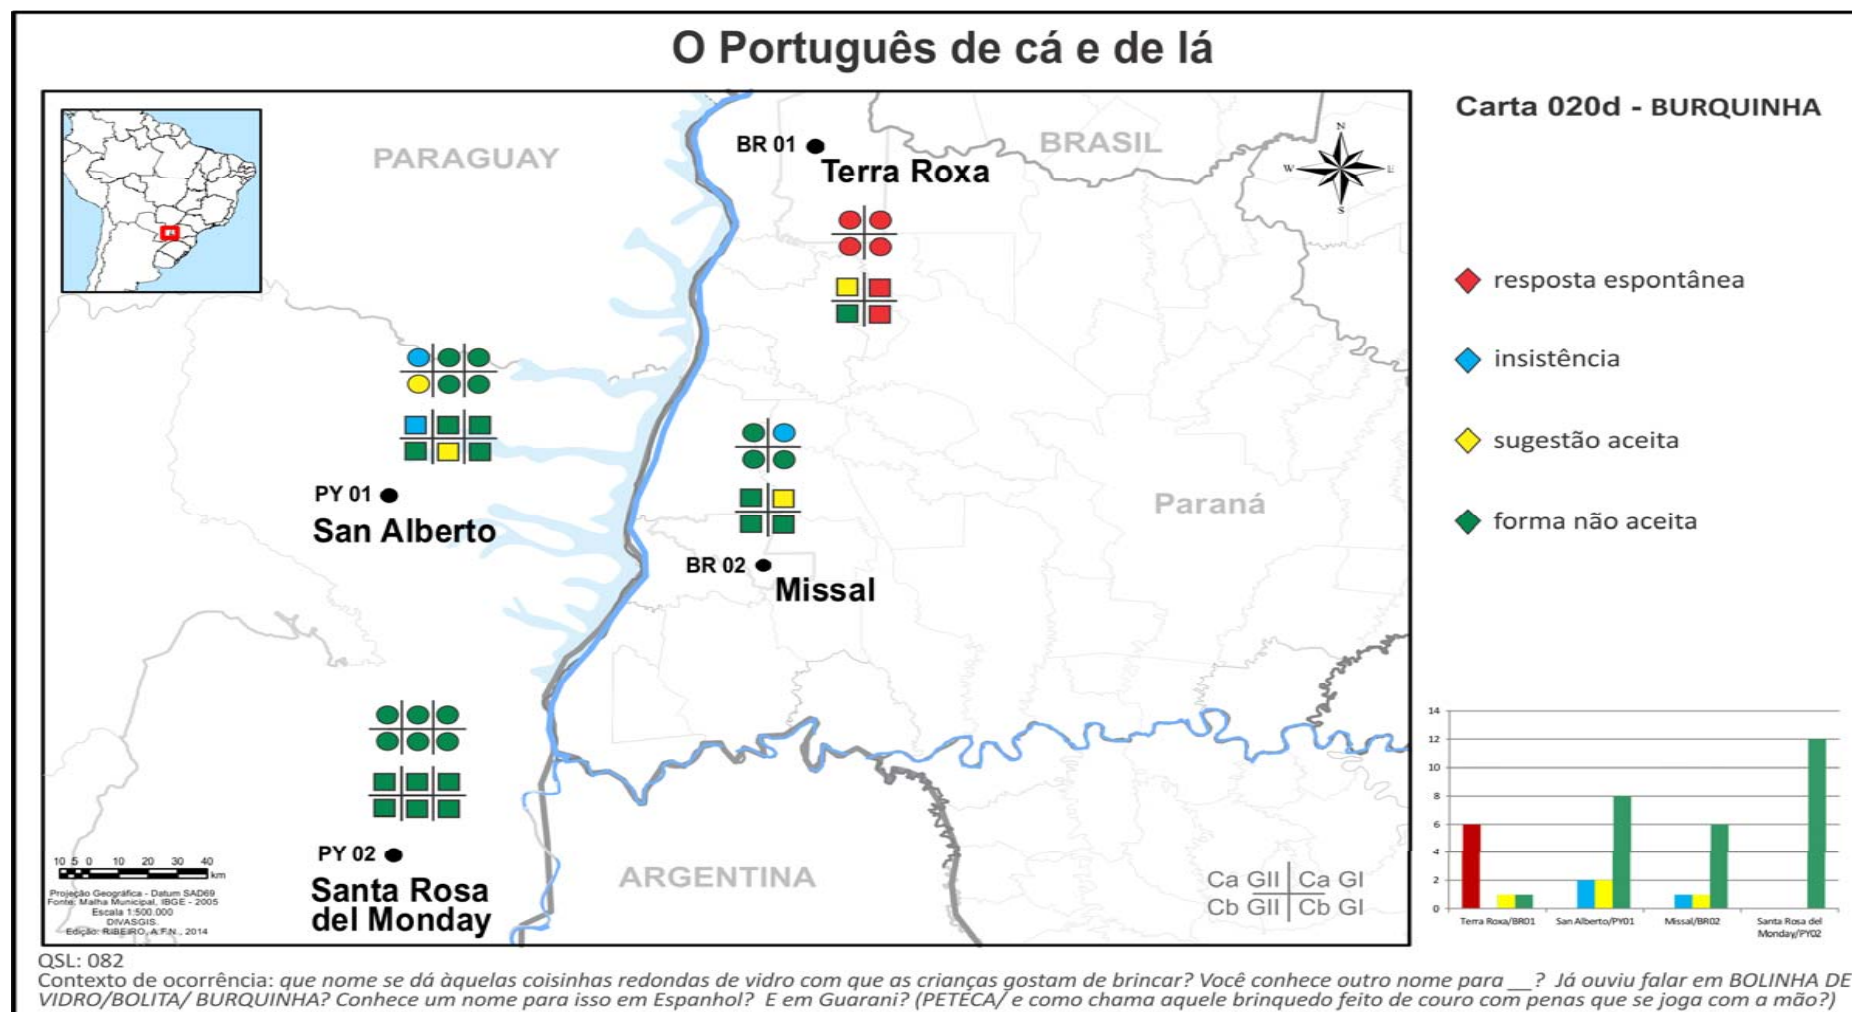 O Português de cá e de lá
Carta 020d - BURQUINHA
PARAGUAY
BRASIL
BR 01
Terra Roxa
N
W
E
S
resposta espontânea
insistência
sugestão aceita
forma não aceita
PY 01
San Alberto
Paraná
BR 02
Missal
PY 02
Santa Rosa
del Monday
ARGENTINA
Ca GII Ca GI
Cb GII Cb GI
10 5 0 10 20 30 40
km
Projeção Geográfica - Datum SAD69
Fonte: Malha Municipal, IBGE - 2005
Escala 1:500.000
DIVASGIS.
Edição: RIBEIRO, A.F.N., 2014
14
12
10
8
6
4
2
0
Terra Roxa/BR01 San Alberto/PY01 Missal/BR02 Santa Rosa del
Monday/PY02
QSL: 082
Contexto de ocorrência: que nome se dá àquelas coisinhas redondas de vidro com que as crianças gostam de brincar? Você conhece outro nome para __? Já ouviu falar em BOLINHA DE
VIDRO/BOLITA/ BURQUINHA? Conhece um nome para isso em Espanhol? E em Guarani? (PETECA/ e como chama aquele brinquedo feito de couro com penas que se joga com a mão?)